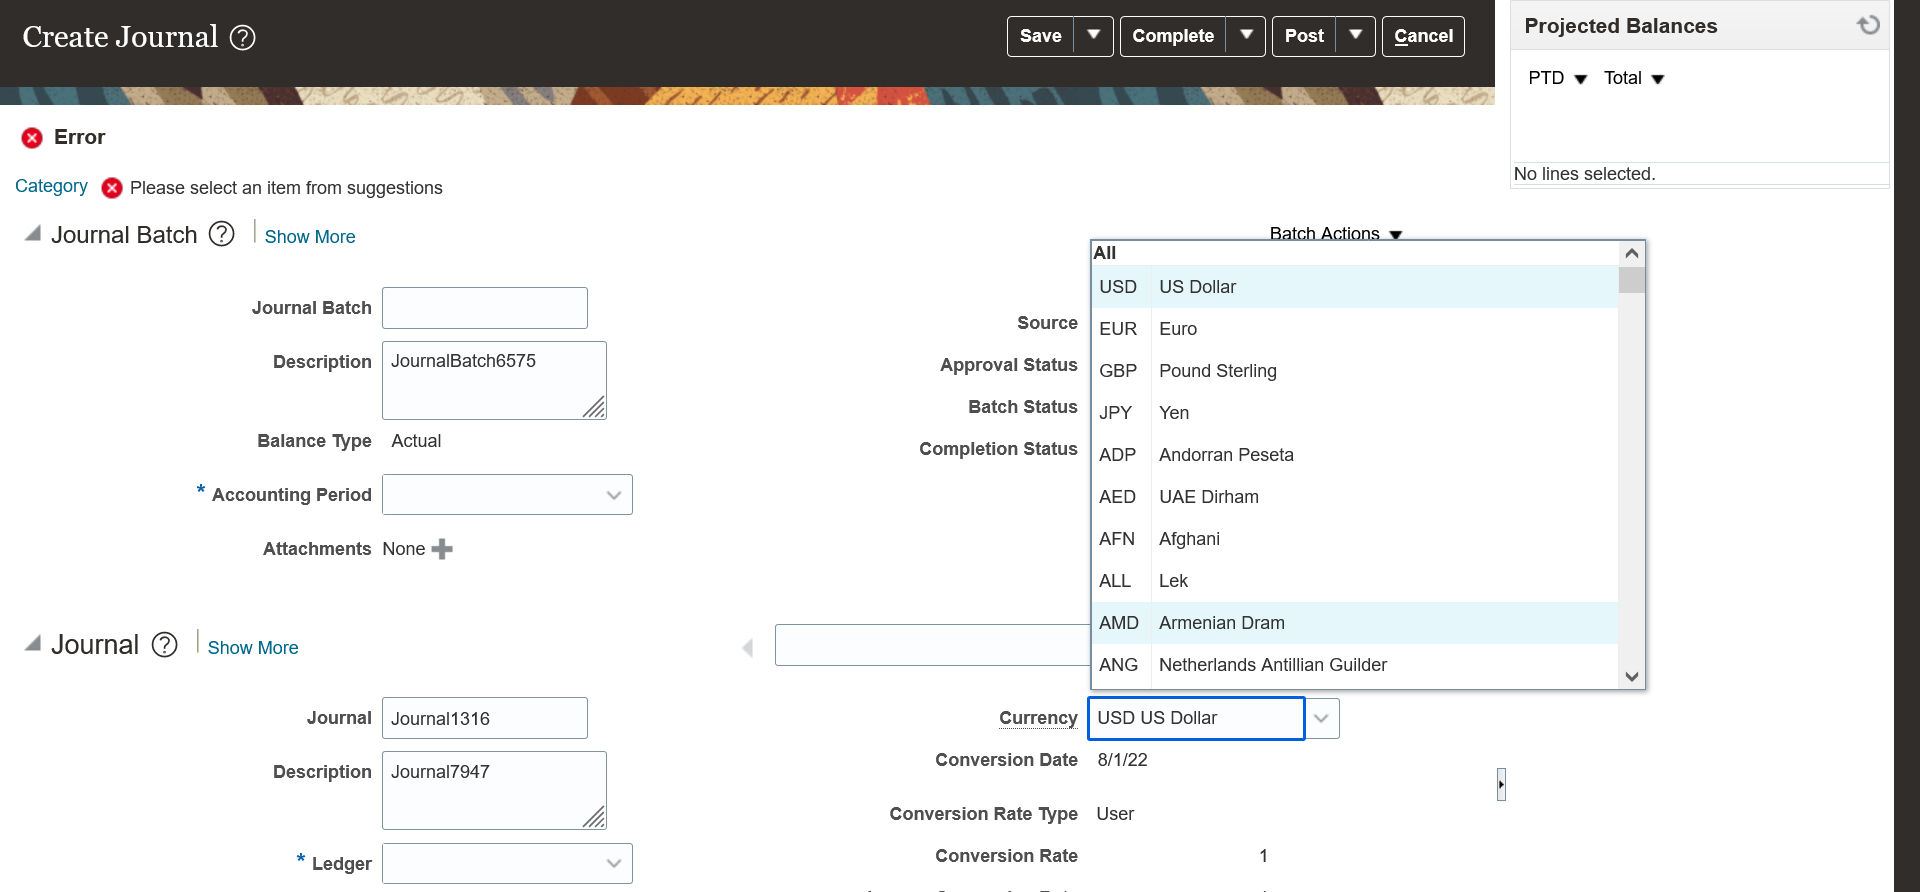 Create Journal ?
Save
Complete
Post
Cancel
Projected Balances
PTD Total
No lines selected.
Error
Category Please select an item from suggestions
Journal Batch ? Show More
Batch Actions
Journal Batch
Description JournalBatch6575
Balance Type Actual
* Accounting Period
Attachments None
Source
Approval Status
Batch Status
Completion Status
All
USD US Dollar
EUR Euro
GBP Pound Sterling
JPY Yen
ADP Andorran Peseta
AED UAE Dirham
AFN Afghani
ALL Lek
AMD Armenian Dram
ANG Netherlands Antillian Guilder
Journal ? Show More
Journal Journal1316
Description Journal7947
* Ledger
Currency USD US Dollar
Conversion Date 8/1/22
Conversion Rate Type User
Conversion Rate 1